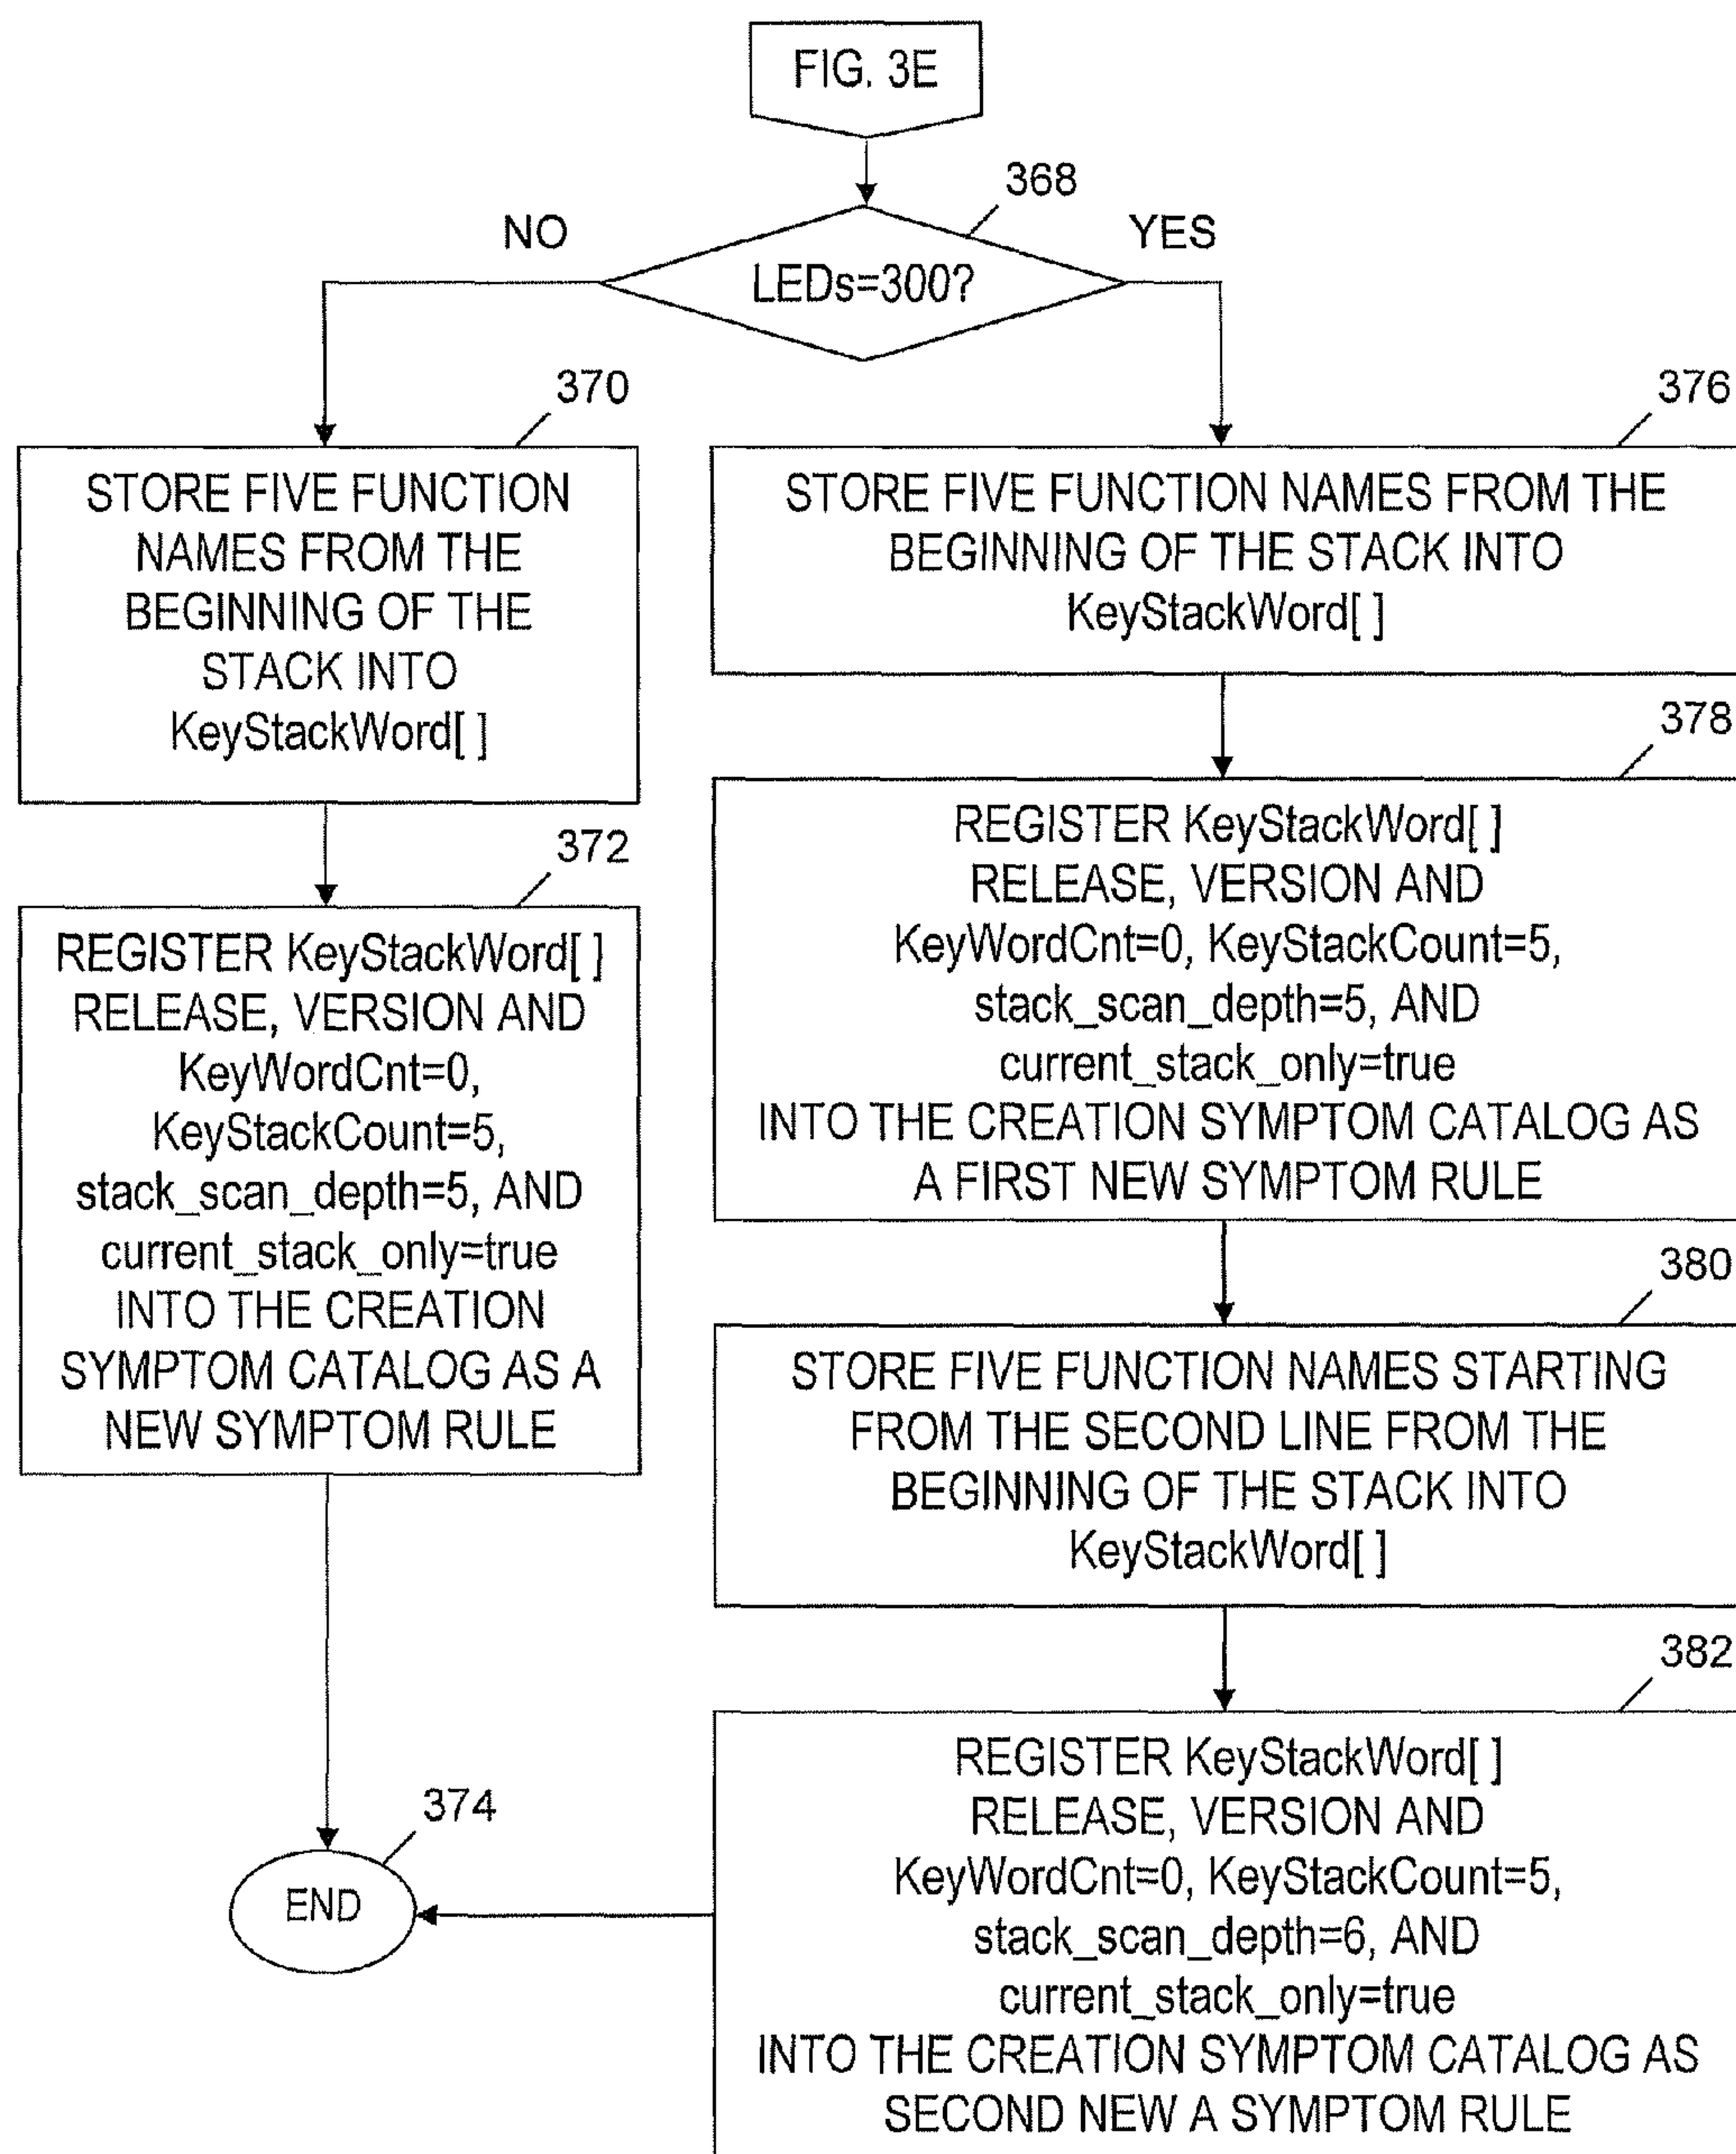 FIG. 3E
368
NO
YES
LEDs=300?
370
STORE FIVE FUNCTION
NAMES FROM THE
BEGINNING OF THE
STACK INTO
KeyStackWord[ ]
372
REGISTER KeyStackWord[ ]
RELEASE, VERSION AND
KeyWordCnt=0,
KeyStackCount=5,
stack_scan_depth=5, AND
current_stack_only=true
INTO THE CREATION
SYMPTOM CATALOG AS A
NEW SYMPTOM RULE
374
END
376
STORE FIVE FUNCTION NAMES FROM THE
BEGINNING OF THE STACK INTO
KeyStackWord[ ]
378
REGISTER KeyStackWord[ ]
RELEASE, VERSION AND
KeyWordCnt=0, KeyStackCount=5,
stack_scan_depth=5, AND
current_stack_only=true
INTO THE CREATION SYMPTOM CATALOG AS
A FIRST NEW SYMPTOM RULE
380
STORE FIVE FUNCTION NAMES STARTING
FROM THE SECOND LINE FROM THE
BEGINNING OF THE STACK INTO
KeyStackWord[ ]
382
REGISTER KeyStackWord[ ]
RELEASE, VERSION AND
KeyWordCnt=0, KeyStackCount=5,
stack_scan_depth=6, AND
current_stack_only=true
INTO THE CREATION SYMPTOM CATALOG AS
SECOND NEW A SYMPTOM RULE